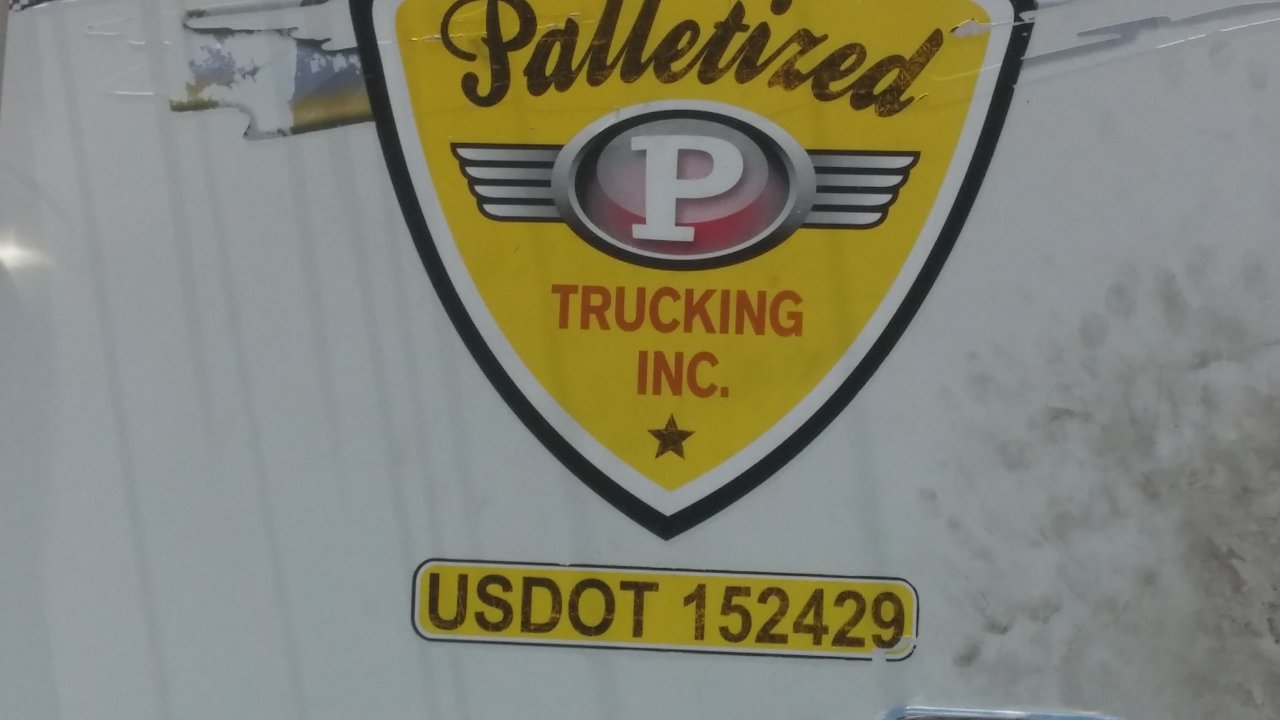 Palletized
P
TRUCKING
INC.
USDOT 152429